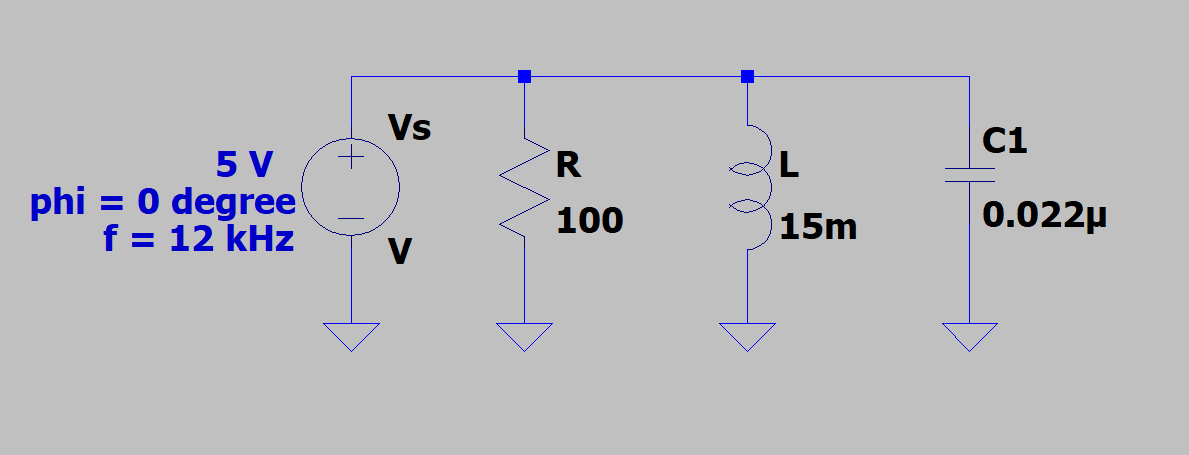 Vs
5 V
phi = 0 degree
f = 12 kHz
V
R
100
L
15m
C1
0.022µ